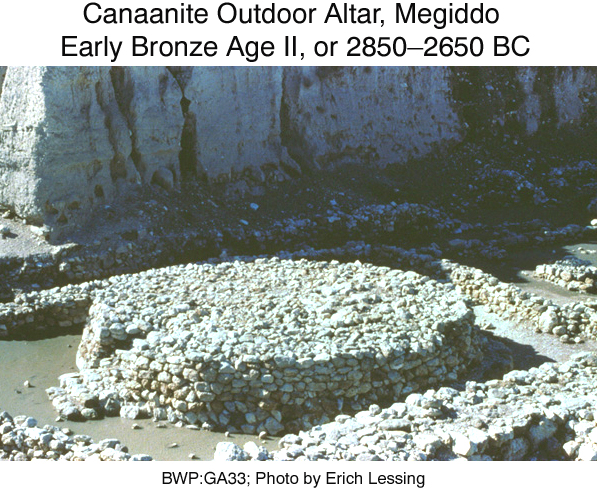 Canaanite Outdoor Altar, Megiddo
Early Bronze Age II, or 2850–2650 BC
BWP:GA33; Photo by Erich Lessing